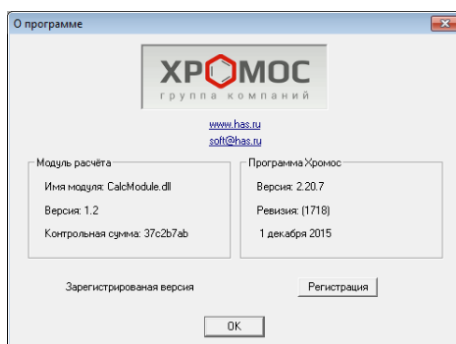 О программе
ХРОМОС
группа компаний
www.has.ru
soft@has.ru
Модуль расчёта
Имя модуля: CalcModule.dll
Версия: 1.2
Контрольная сумма: 37c2b7ab
Программа Хромос
Версия: 2.20.7
Ревизия: (1718)
1 декабря 2015
Зарегистрированая версия
Регистрация
OK